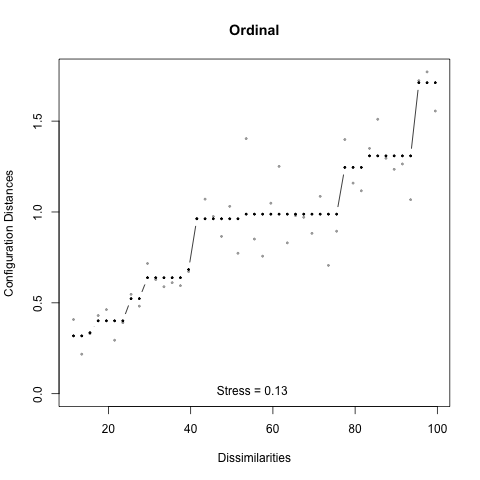 Ordinal
Configuration Distances
1.5
1.0
0.5
0.0
Stress = 0.13
20 40 60 80 100
Dissimilarities